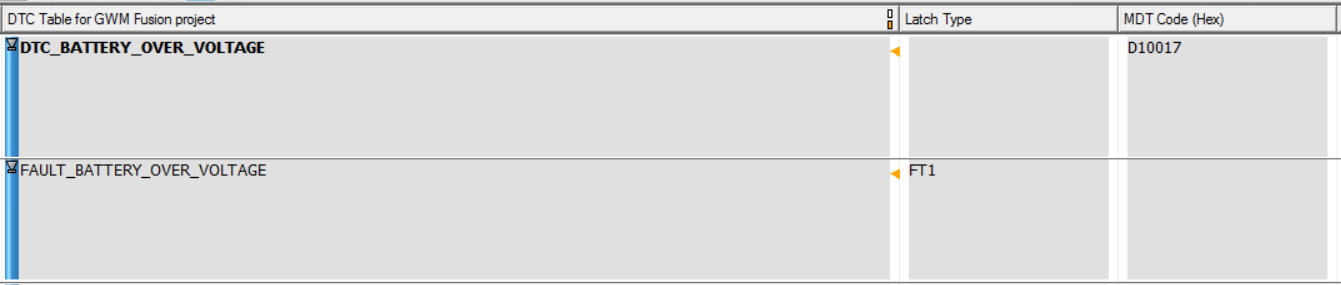 DTC Table for GWM Fusion project Latch Type MDT Code (Hex)
DTC_BATTERY_OVER_VOLTAGE D10017
FAULT_BATTERY_OVER_VOLTAGE FT1